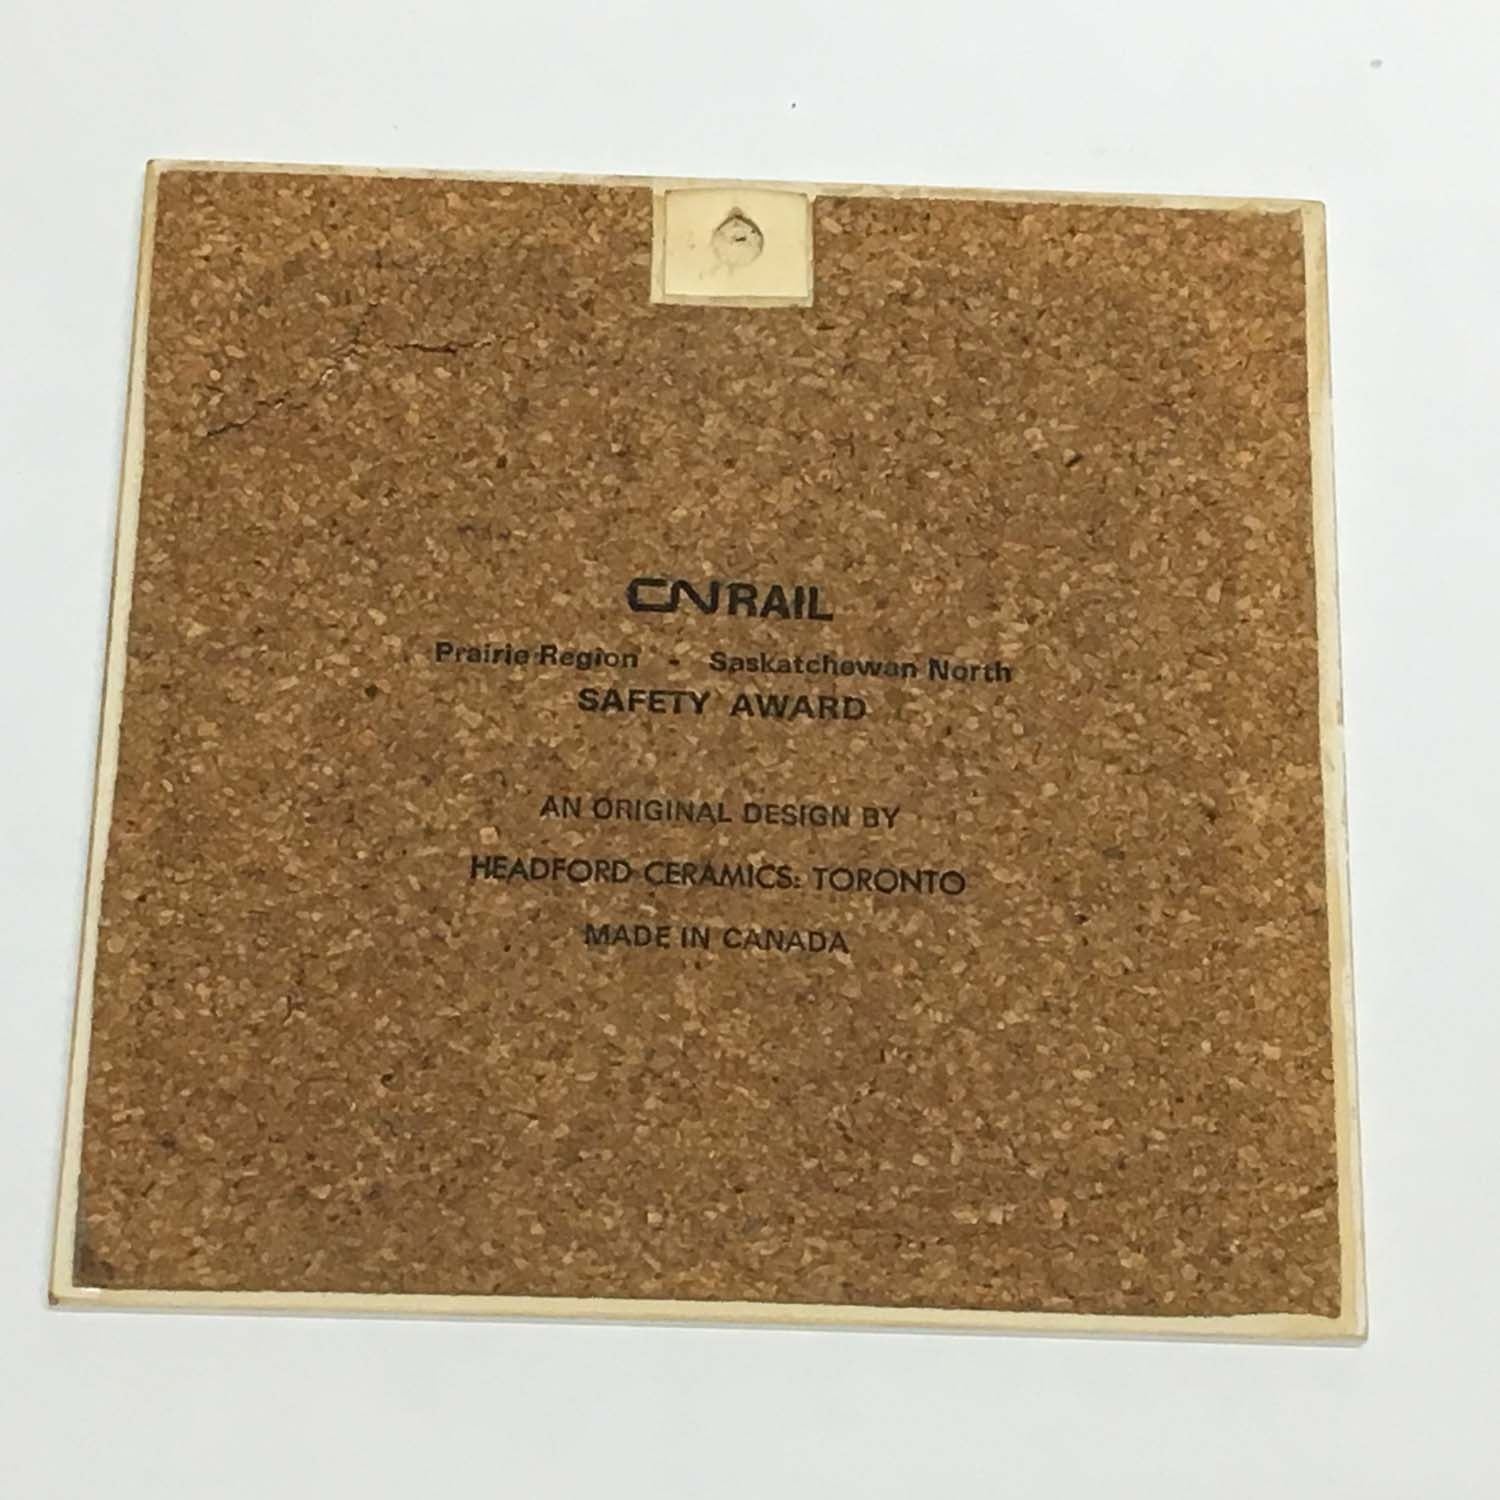 CN RAIL
Prairie Region - Saskatchewan North
SAFETY AWARD
AN ORIGINAL DESIGN BY
HEADFORD CERAMICS: TORONTO
MADE IN CANADA